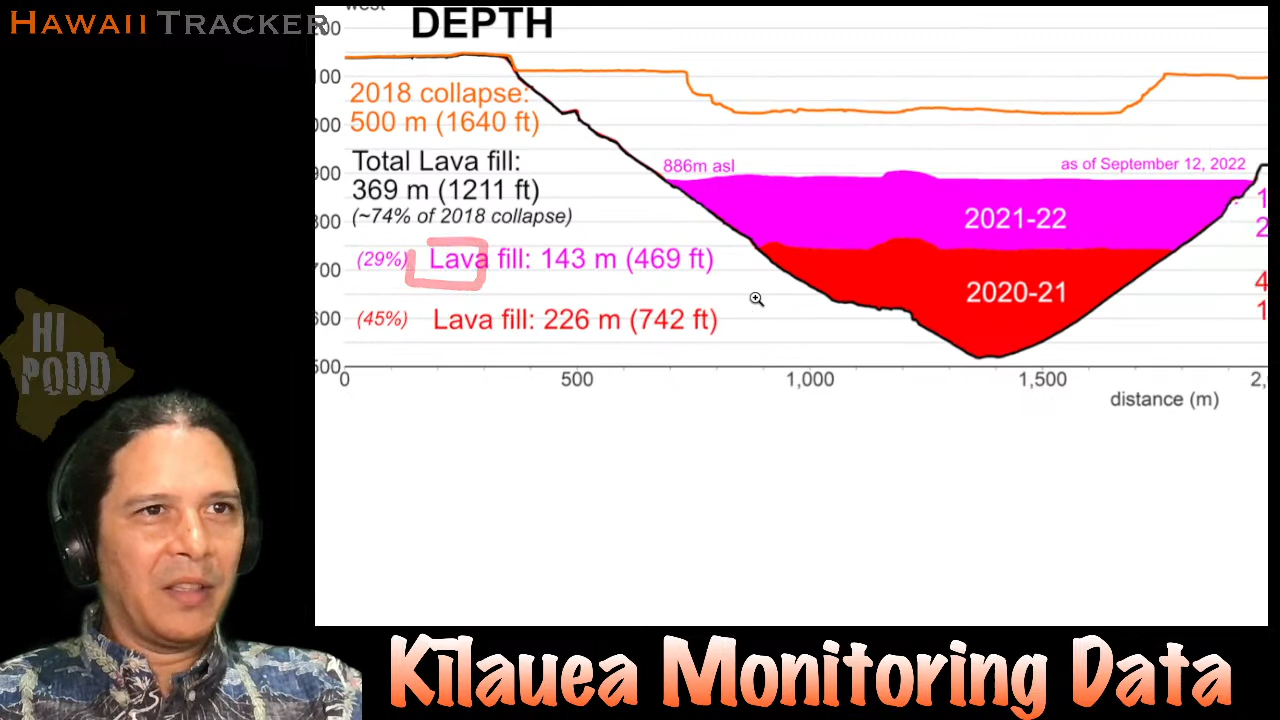 HAWAII TRACKER
DEPTH
2018 collapse:
500 m (1640 ft)
Total Lava fill:
369 m (1211 ft)
(~74% of 2018 collapse)
886m asl
as of September 12, 2022
2021-22
(29%) Lava fill: 143 m (469 ft)
2020-21
(45%) Lava fill: 226 m (742 ft)
0 500 1,000 1,500
distance (m)
HI
PODD
Kīlauea Monitoring Data